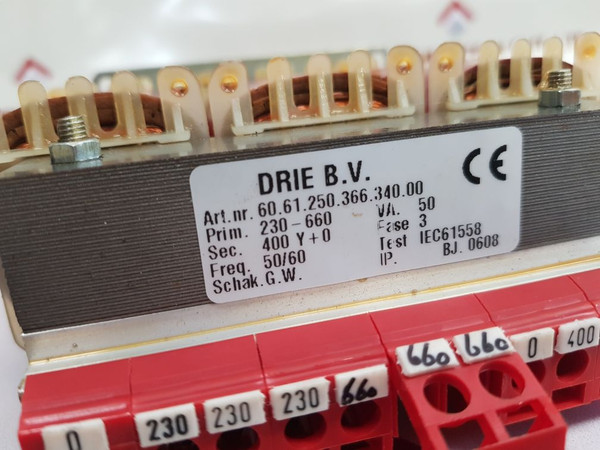 DRIE B.V.
CE
Art.nr. 60.61.250.366.340.00
Prim. 230-660 VA. 50
Sec. 400 Y+0 Fase 3
Freq. 50/60 Test IEC61558
Schak. G.W. IP. BJ. 0608
0 230 230 230 660 660 660 0 400